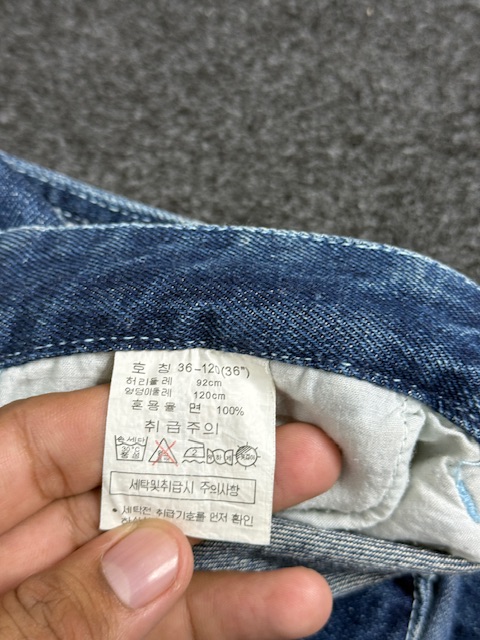 호 칭 36-120(36")
허리둘레 92cm
엉덩이둘레 120cm
혼용율 면 100%
취급주의
세탁및취급시 주의사항
* 세탁전 취급기호를 먼저 확인